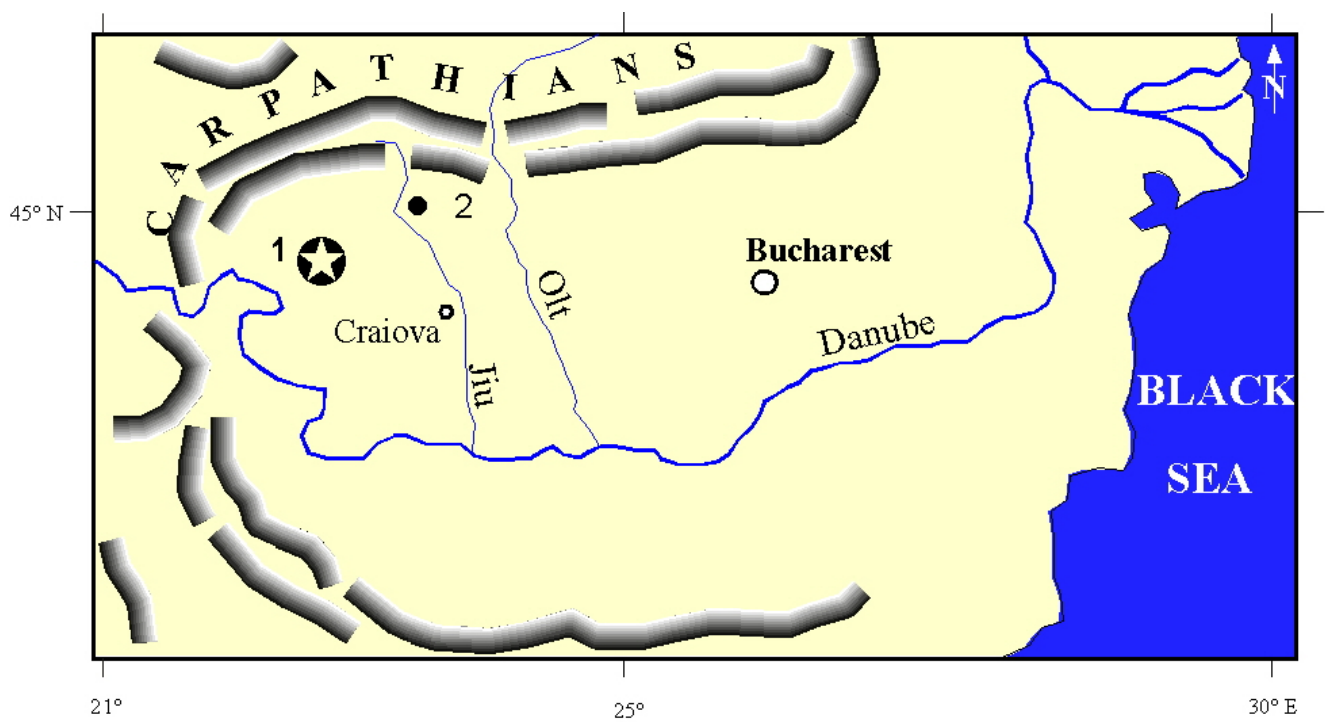 CARPATHIANS
N
45° N
1
2
Bucharest
Olt
Craiova
Danube
Jiu
BLACK
SEA
21°
25°
30° E